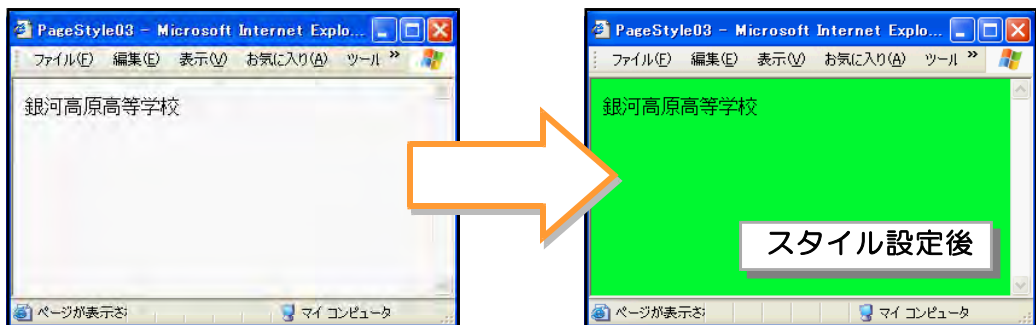 PageStyle03 - Microsoft Internet Explo...
ファイル(F) 編集(E) 表示(V) お気に入り(A) ツール »
銀河高原高等学校
ページが表示さ マイ コンピュータ
PageStyle03 - Microsoft Internet Explo...
ファイル(F) 編集(E) 表示(V) お気に入り(A) ツール »
銀河高原高等学校
スタイル設定後
ページが表示さ マイ コンピュータ